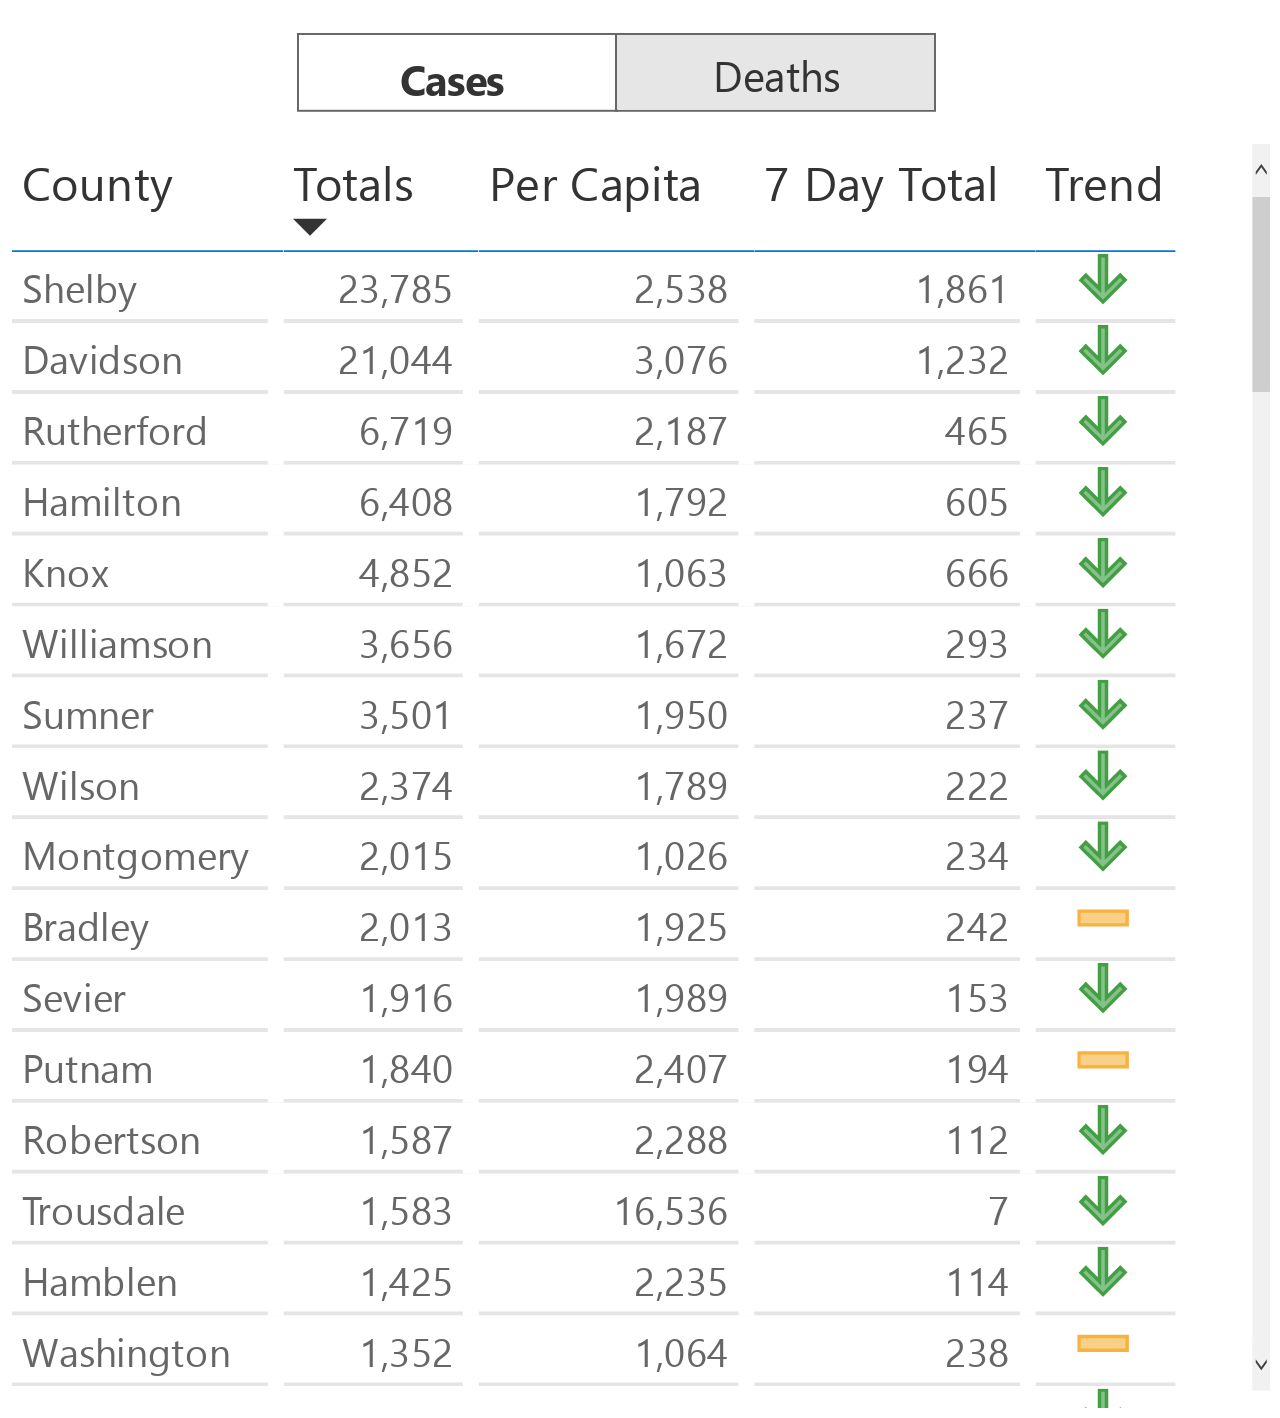 Cases Deaths
County Totals Per Capita 7 Day Total Trend
Shelby 23,785 2,538 1,861
Davidson 21,044 3,076 1,232
Rutherford 6,719 2,187 465
Hamilton 6,408 1,792 605
Knox 4,852 1,063 666
Williamson 3,656 1,672 293
Sumner 3,501 1,950 237
Wilson 2,374 1,789 222
Montgomery 2,015 1,026 234
Bradley 2,013 1,925 242
Sevier 1,916 1,989 153
Putnam 1,840 2,407 194
Robertson 1,587 2,288 112
Trousdale 1,583 16,536 7
Hamblen 1,425 2,235 114
Washington 1,352 1,064 238